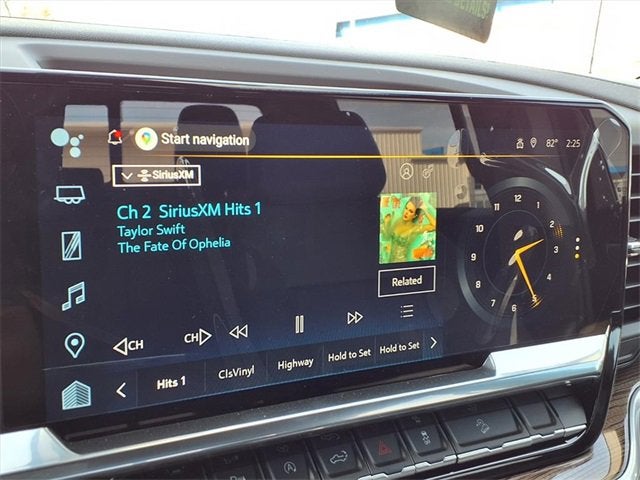 Start navigation
82° 2:25
SiriusXM
Ch 2 SiriusXM Hits 1
Taylor Swift
The Fate Of Ophelia
Related
CH CH
Hits 1 ClsVinyl Highway Hold to Set Hold to Set
12
11 1
10 2
9 3
8 4
7 5
6